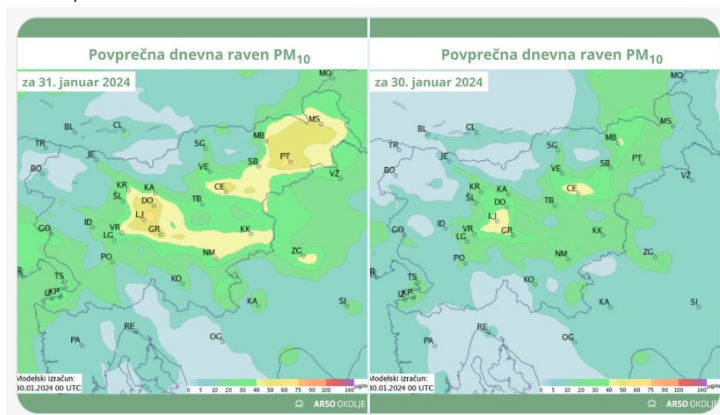 Povprečna dnevna raven PM10
za 31. januar 2024
MO
BL
CL
MS
TR
SG
MB
JE
BO
PT
VE
SB
KR
KA
CE
VŽ
ŠL
DO
TB
LJ
GO
ID
VR
GR
KK
LG
NM
ZG
PO
TS
KO
KP
KA
SI
RE
OG
PA
Modelski izračun:
30.01.2024 00 UTC
0 5 10 20 30 40 50 60 75 90 100 140
ARSO OKOLJE
Povprečna dnevna raven PM10
za 30. januar 2024
MO
BL
CL
MS
TR
SG
MB
JE
BO
PT
VE
SB
KR
KA
CE
VŽ
ŠL
DO
TB
LJ
GO
ID
VR
GR
KK
LG
NM
ZG
PO
TS
KO
KP
KA
SI
RE
OG
PA
Modelski izračun:
30.01.2024 00 UTC
0 5 10 20 30 40 50 60 75 90 100 140
ARSO OKOLJE